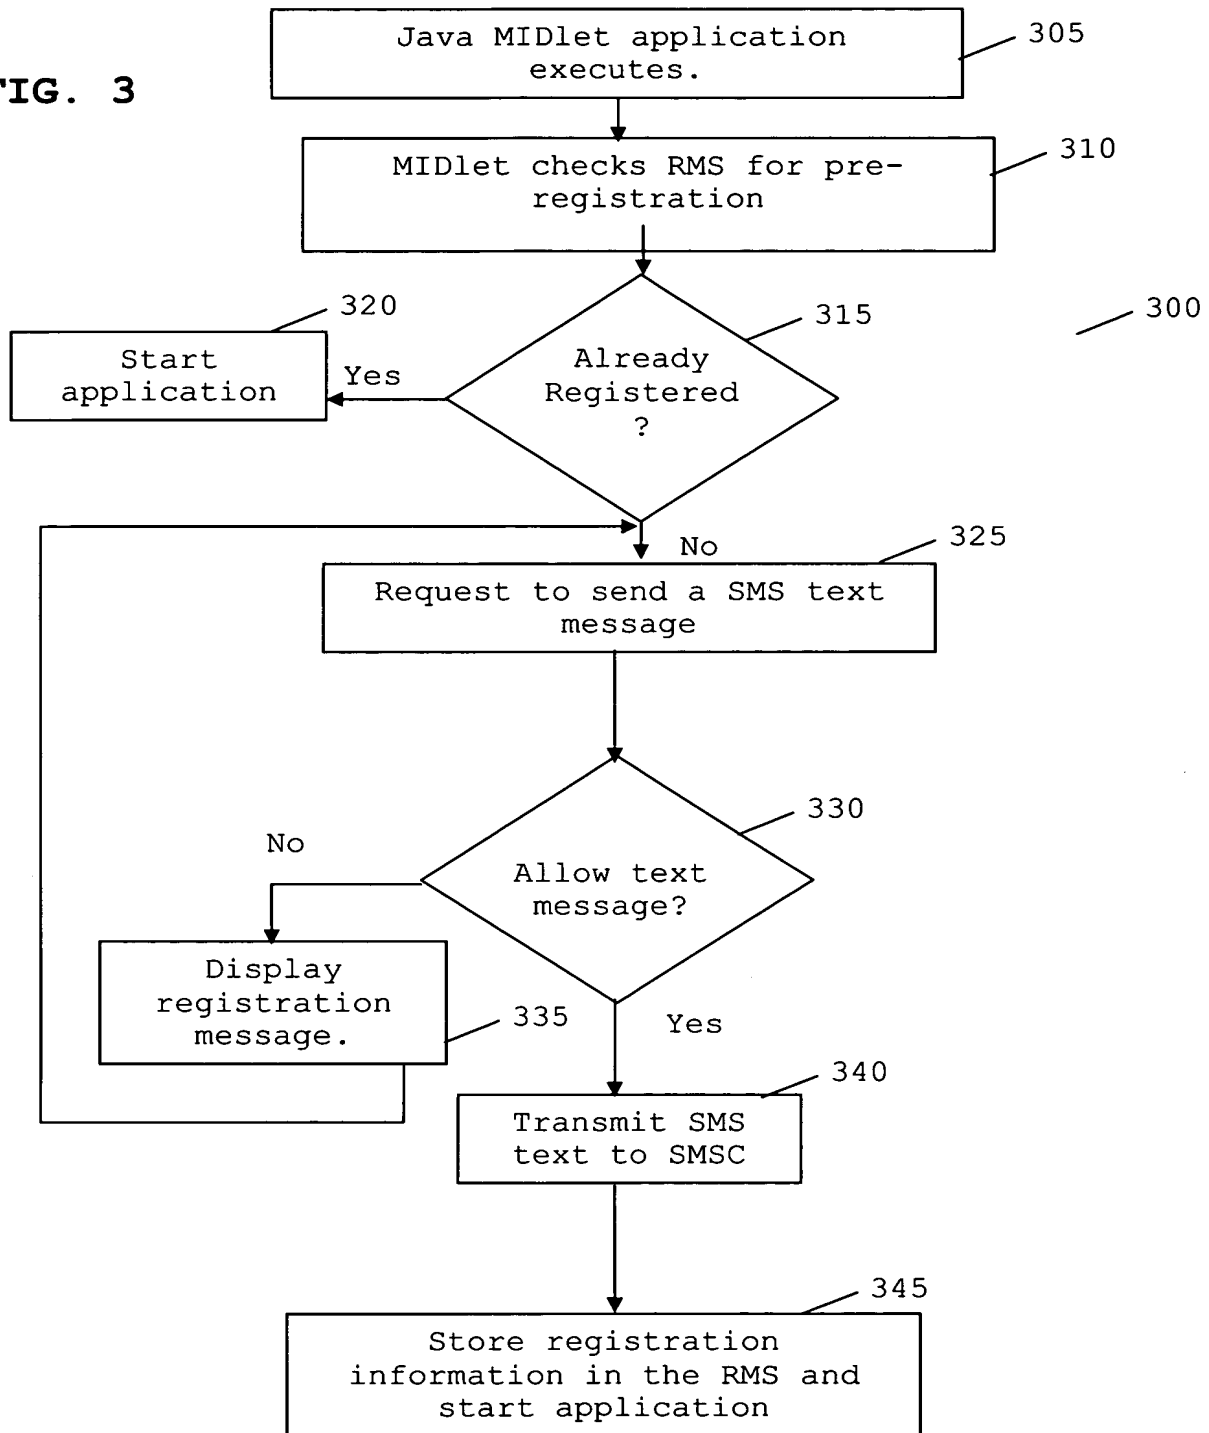 Java MIDlet application
executes.
305
FIG. 3
MIDlet checks RMS for pre-
registration
310
320
315
300
Start
application
Yes
Already
Registered
?
No
325
Request to send a SMS text
message
330
No
Allow text
message?
Display
registration
message.
335
Yes
340
Transmit SMS
text to SMSC
345
Store registration
information in the RMS and
start application